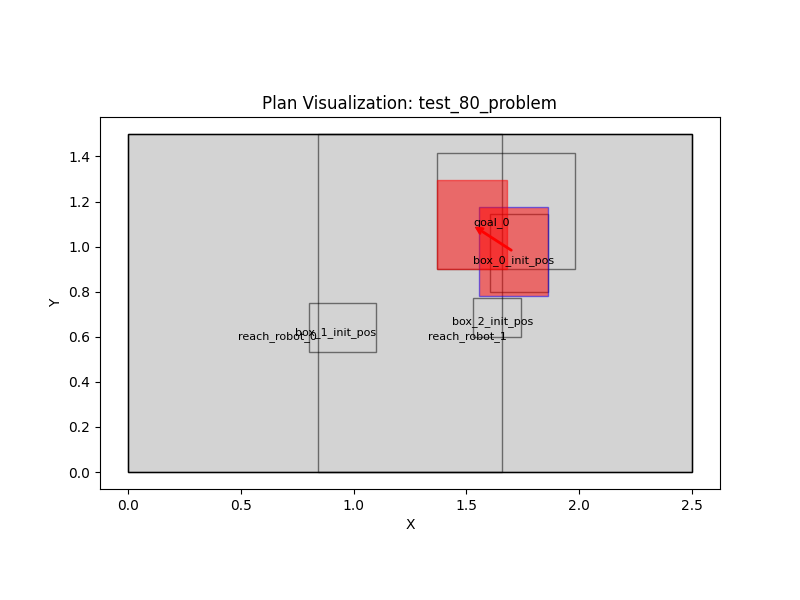 Plan Visualization: test_80_problem
Y
1.4
1.2
1.0
0.8
0.6
0.4
0.2
0.0
goal_0
box_0_init_pos
box_2_init_pos
box_1_init_pos
reach_robot_0
reach_robot_1
0.0 0.5 1.0 1.5 2.0 2.5
X